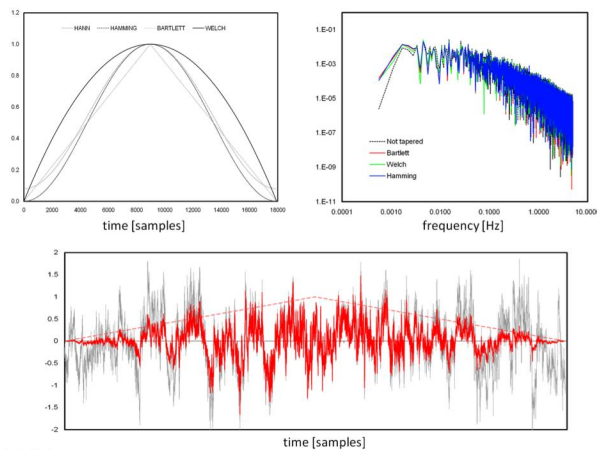 HANN HAMMING BARTLETT WELCH
1.2
1.0
0.8
0.6
0.4
0.2
0.0
0 2000 4000 6000 8000 10000 12000 14000 16000 18000
time [samples]
1.E-01
1.E-03
1.E-05
1.E-07
1.E-09
1.E-11
Not tapered
Bartlett
Welch
Hamming
0.0001 0.0010 0.0100 0.1000 1.0000 10.000
frequency [Hz]
2
1.5
1
0.5
0
-0.5
-1
-1.5
-2
time [samples]